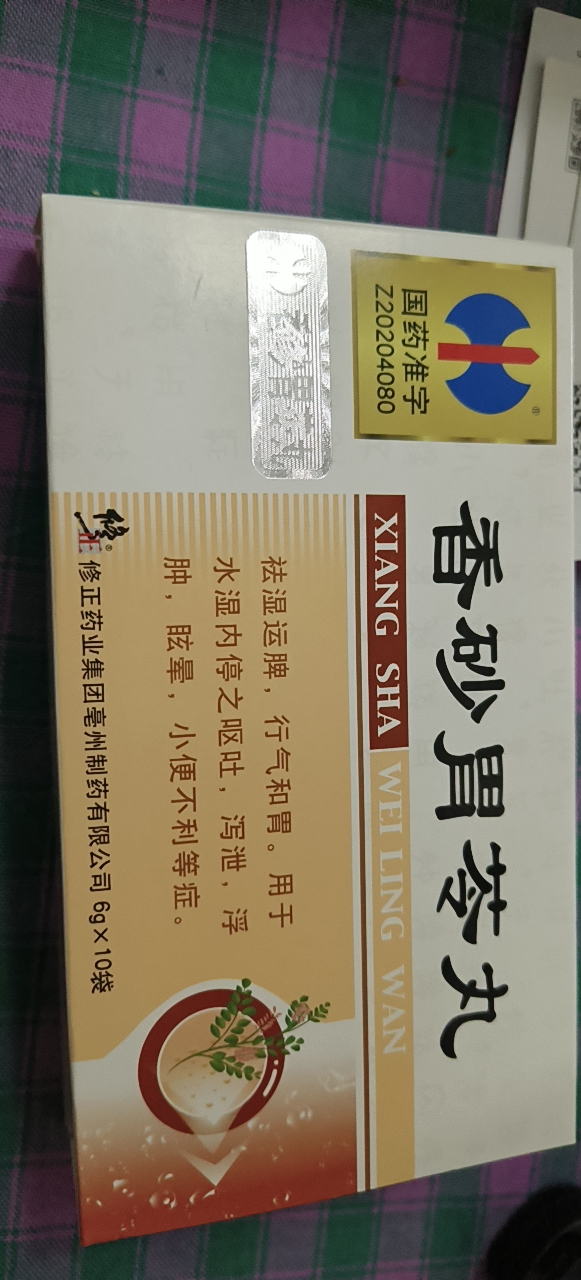 国药准字
Z20204080
香砂胃苓丸
XIANG SHA WEI LING WAN
祛湿运脾，行气和胃。用于
水湿内停之呕吐，泻泄，浮
肿，眩晕，小便不利等症。
修正
修正药业集团亳州制药有限公司 6g×10袋